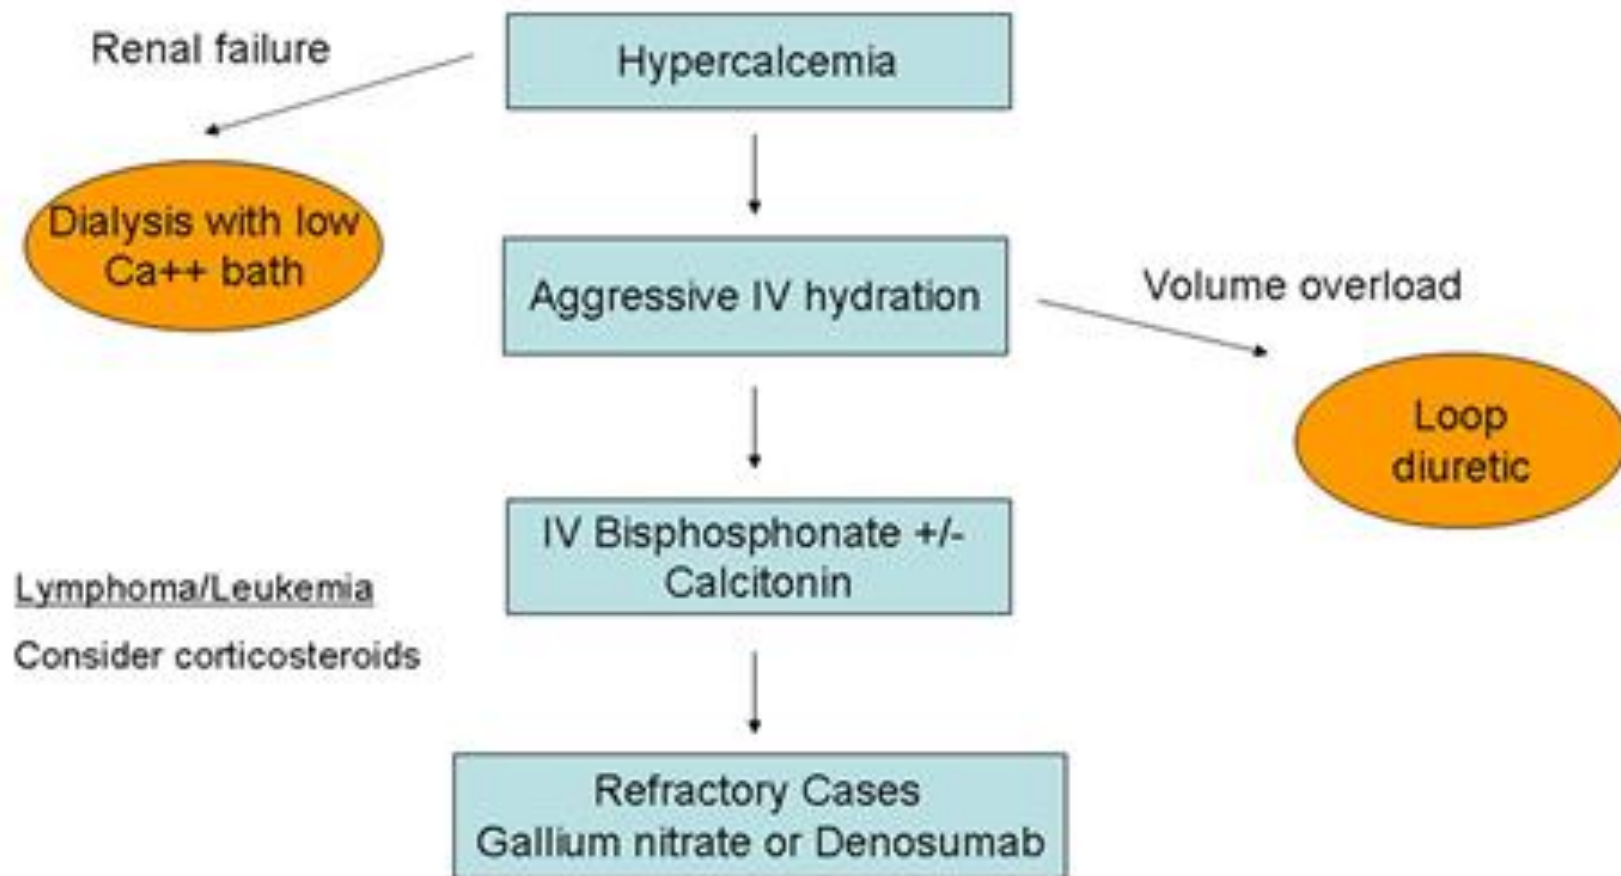 Renal failure
Hypercalcemia
Dialysis with low
Ca++ bath
Aggressive IV hydration
Volume overload
Loop
diuretic
IV Bisphosphonate +/-
Calcitonin
Lymphoma/Leukemia
Consider corticosteroids
Refractory Cases
Gallium nitrate or Denosumab